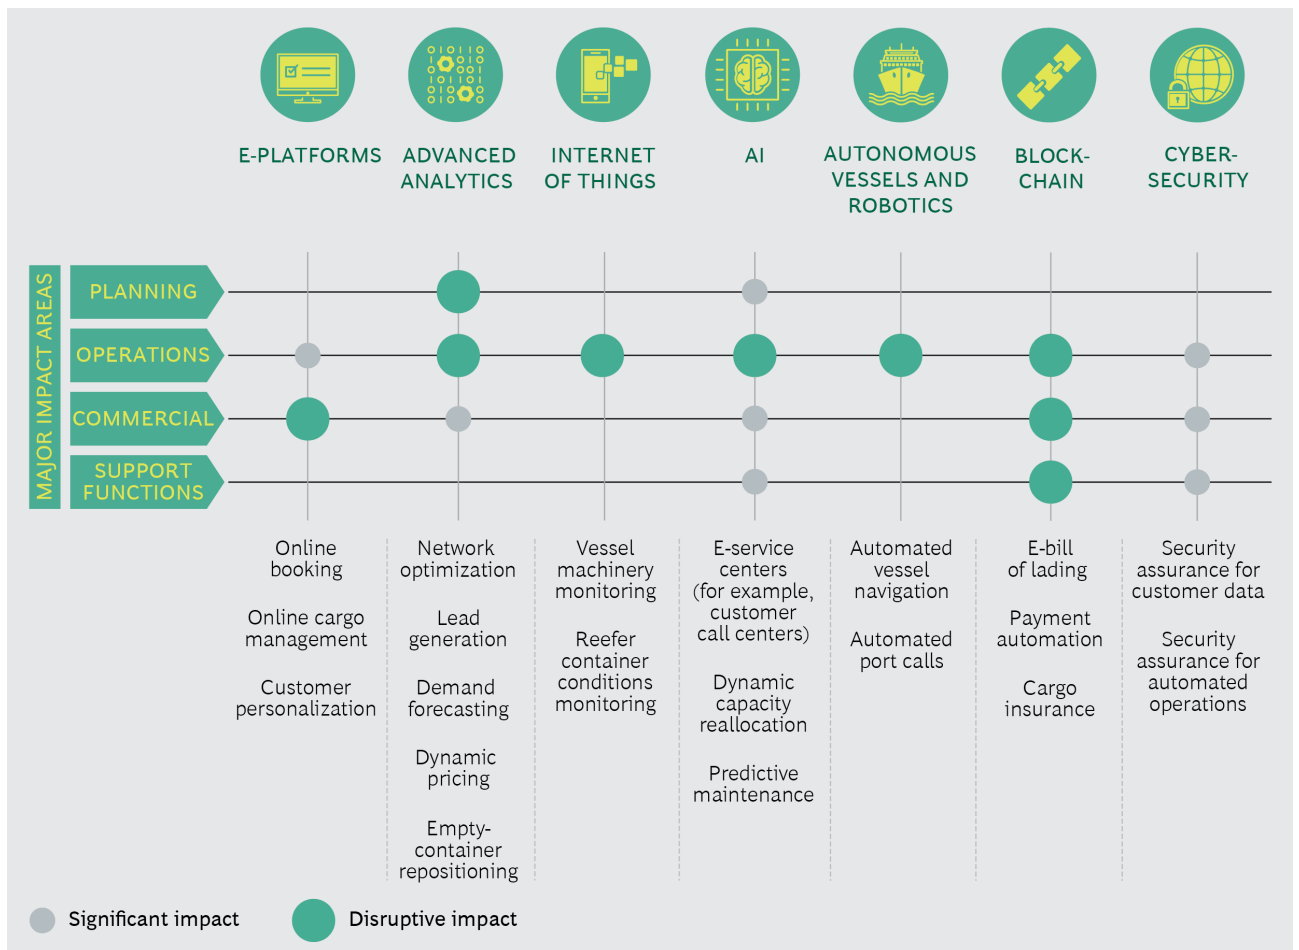 E-PLATFORMS
ADVANCED
ANALYTICS
INTERNET
OF THINGS
AI
AUTONOMOUS
VESSELS AND
ROBOTICS
BLOCK-
CHAIN
CYBER-
SECURITY
MAJOR IMPACT AREAS
PLANNING
OPERATIONS
COMMERCIAL
SUPPORT
FUNCTIONS
Online
booking
Online cargo
management
Customer
personalization
Network
optimization
Lead
generation
Demand
forecasting
Dynamic
pricing
Empty-
container
repositioning
Vessel
machinery
monitoring
Reefer
container
conditions
monitoring
E-service
centers
(for example,
customer
call centers)
Dynamic
capacity
reallocation
Predictive
maintenance
Automated
vessel
navigation
Automated
port calls
E-bill
of lading
Payment
automation
Cargo
insurance
Security
assurance for
customer data
Security
assurance for
automated
operations
Significant impact
Disruptive impact